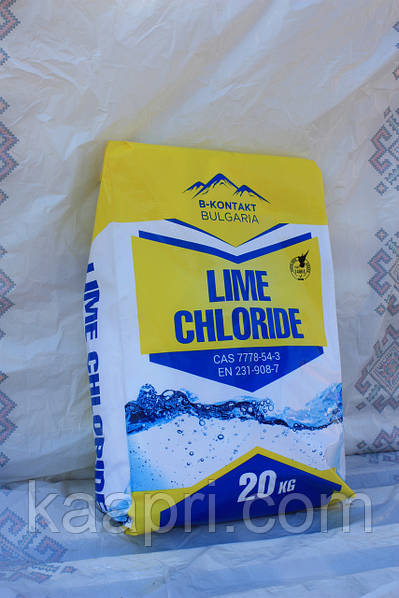 B-KONTAKT
BULGARIA
LIME
CHLORIDE
CAS 7778-54-3
EN 231-908-7
20 KG
LIME CHLORIDE
kaapri.com